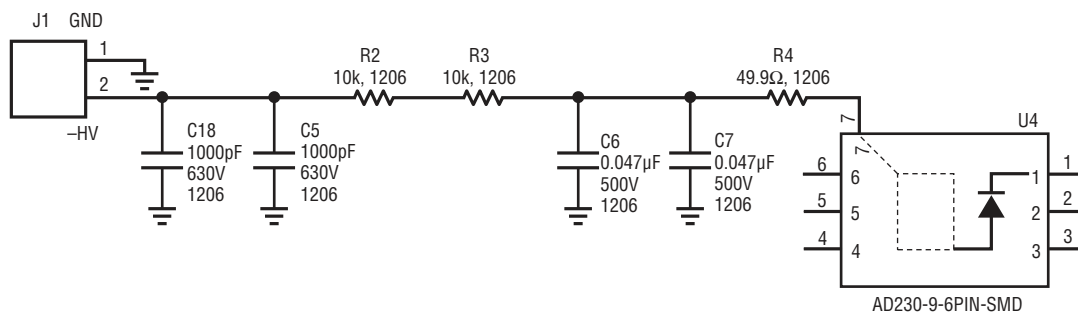 J1 GND
1
2
–HV
C18
1000pF
630V
1206
C5
1000pF
630V
1206
R2
10k, 1206
R3
10k, 1206
C6
0.047µF
500V
1206
C7
0.047µF
500V
1206
R4
49.9Ω, 1206
7
7
U4
6
6
5
5
4
4
1
1
2
2
3
3
AD230-9-6PIN-SMD